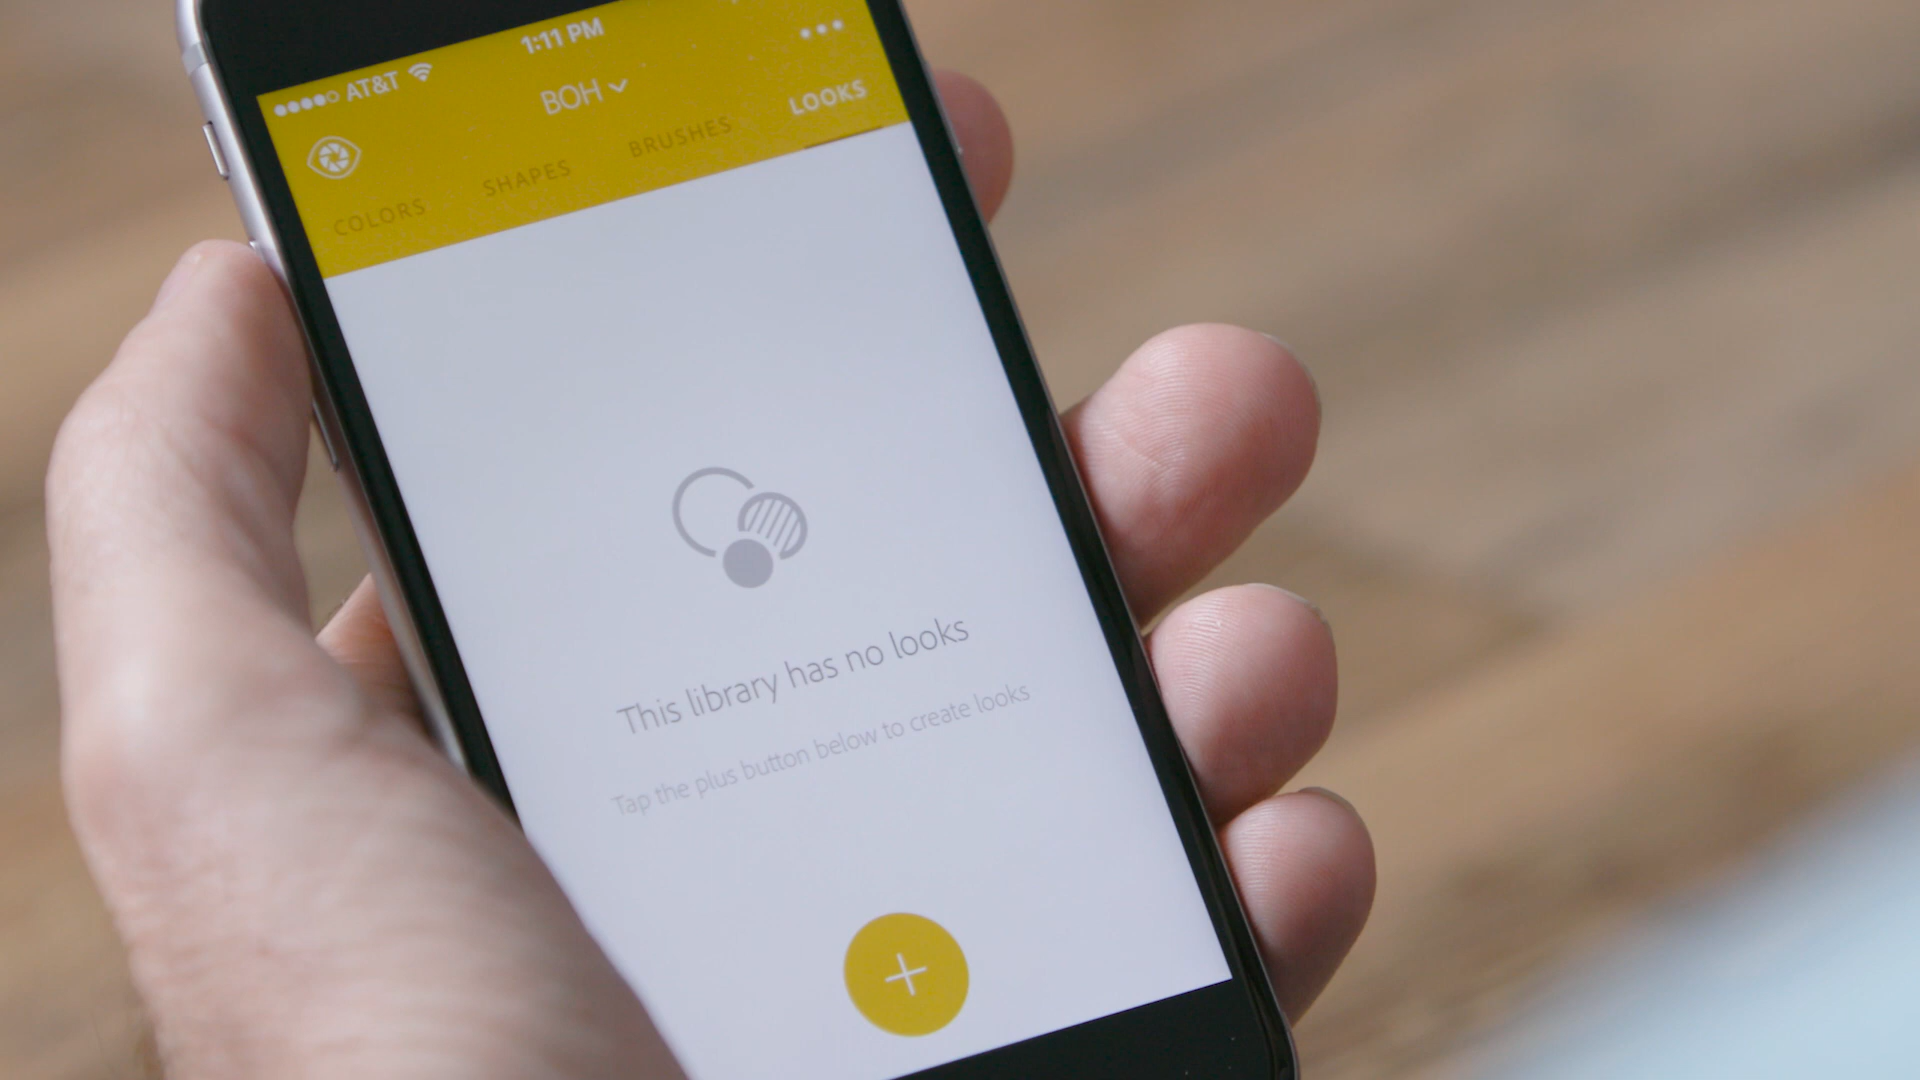 AT&T 1:11 PM
BOH
COLORS SHAPES BRUSHES LOOKS
This library has no looks
Tap the plus button below to create looks